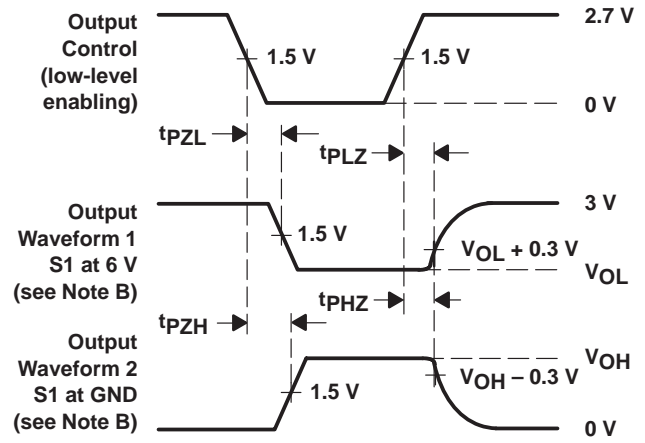 Output
Control
(low-level
enabling)
1.5 V
1.5 V
2.7 V
0 V
tPZL
tPLZ
Output
Waveform 1
S1 at 6 V
(see Note B)
1.5 V
3 V
VOL + 0.3 V
VOL
tPHZ
tPZH
Output
Waveform 2
S1 at GND
(see Note B)
1.5 V
VOH
VOH – 0.3 V
0 V